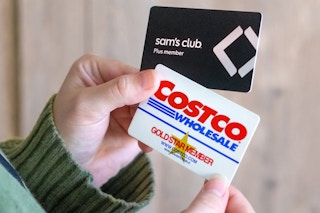 sam's club
Plus member
COSTCO
WHOLESALE
GOLD STAR MEMBER